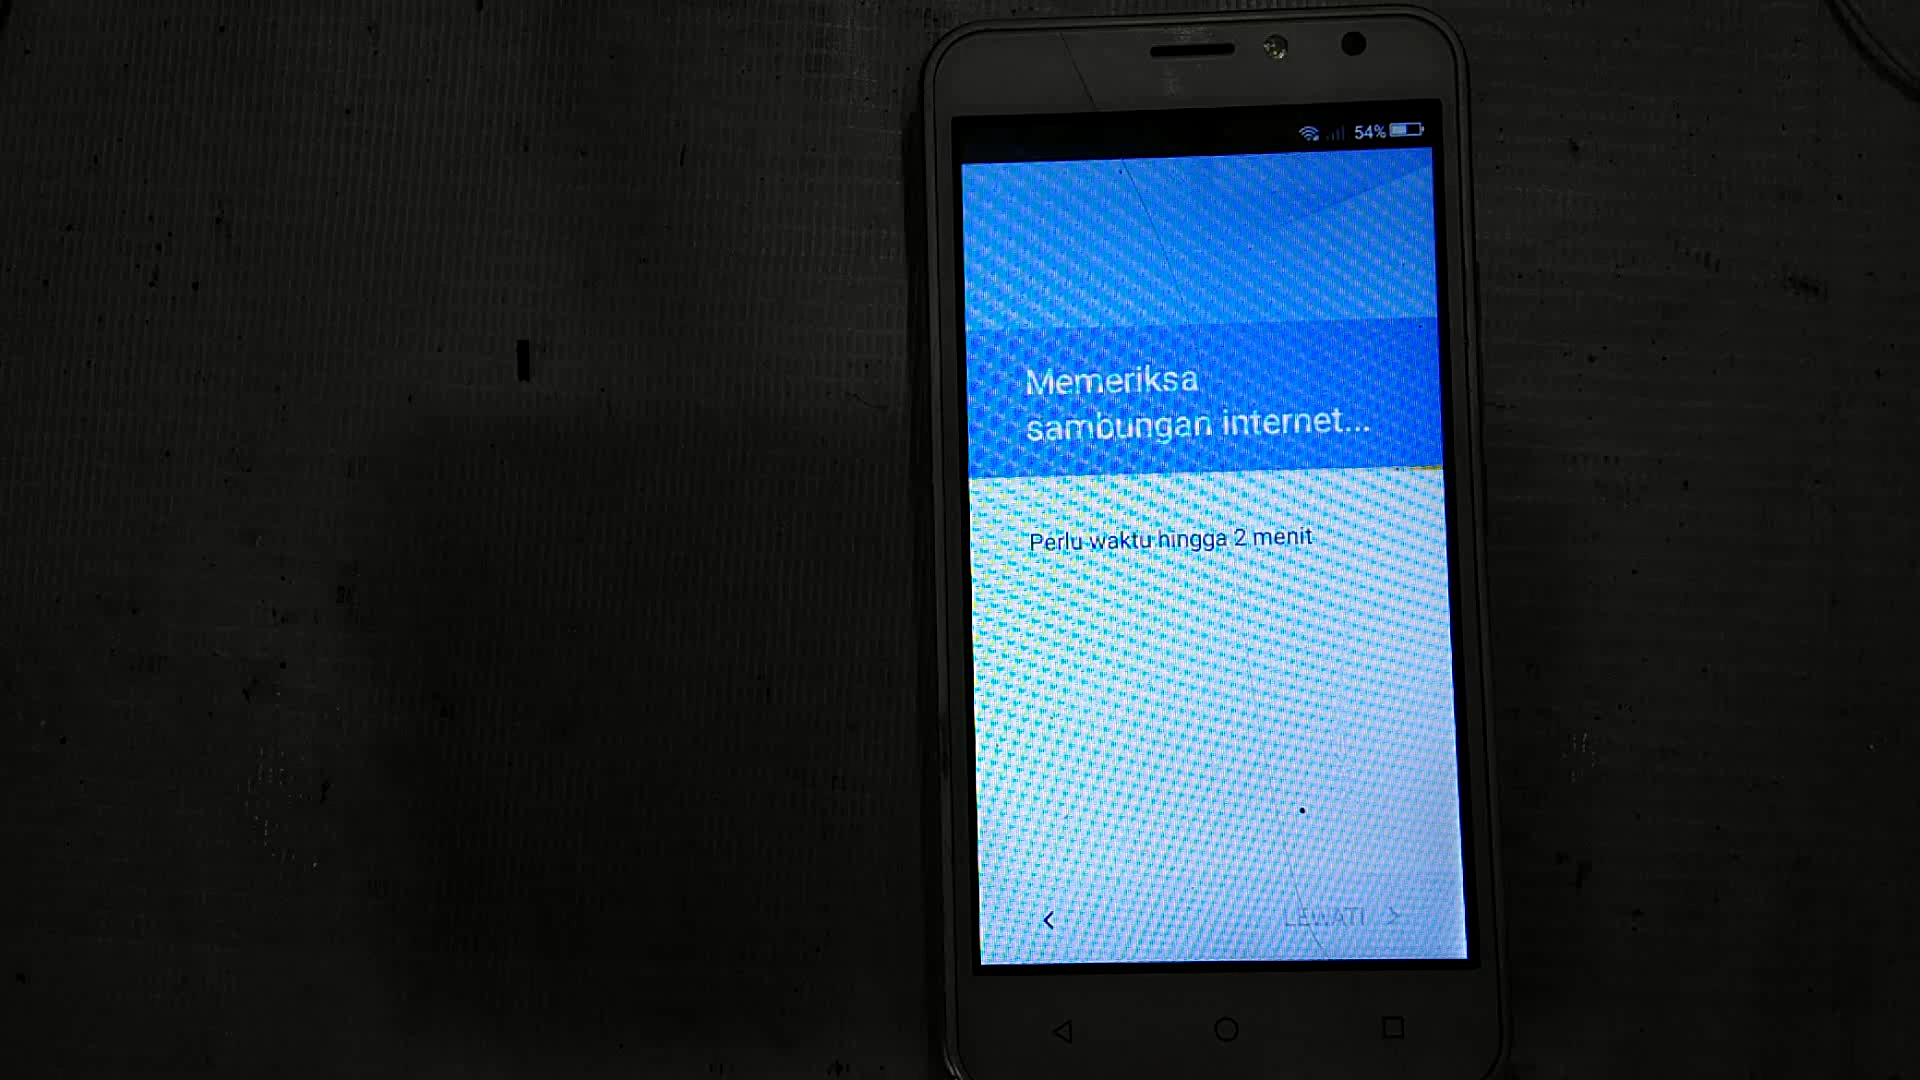 54%
Memeriksa
sambungan internet...
Perlu waktu hingga 2 menit
LEWATI